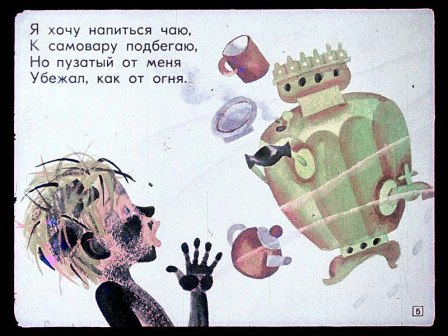 Я хочу напиться чаю,
К самовару подбегаю,
Но пузатый от меня
Убежал, как от огня.
5